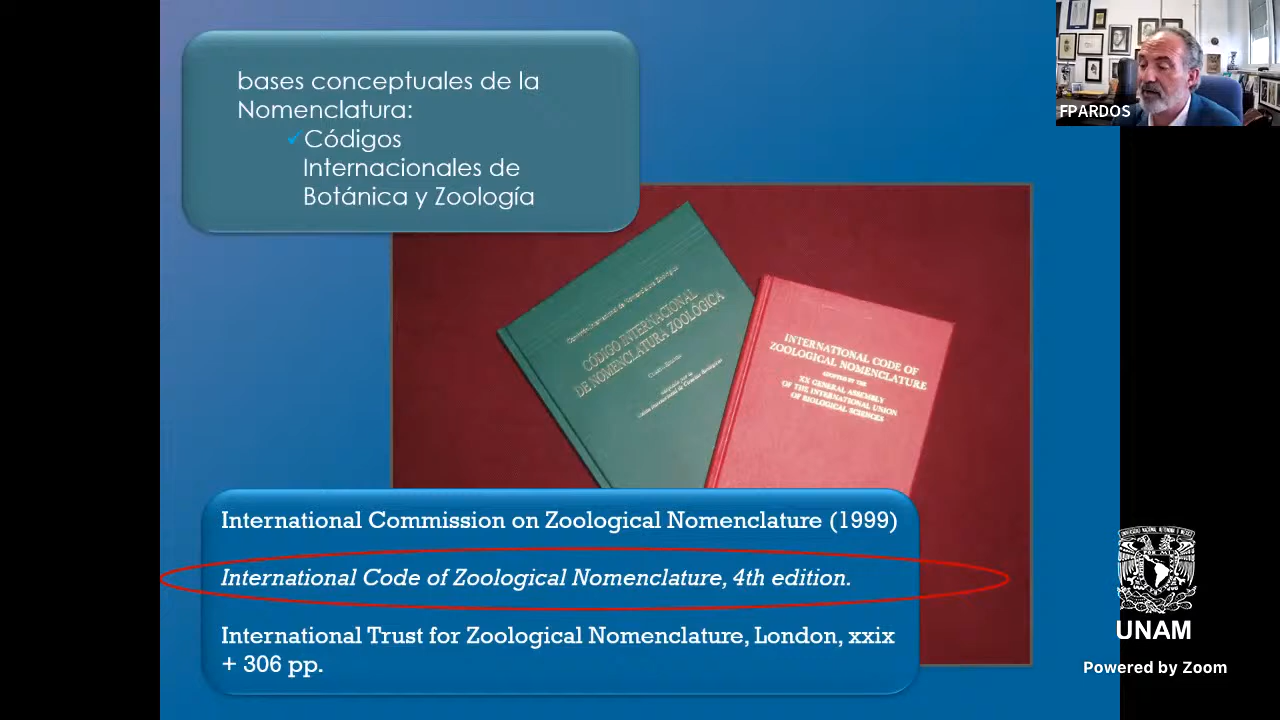 bases conceptuales de la
Nomenclatura:
✓Códigos
Internacionales de
Botánica y Zoología
FPARDOS
CÓDIGO INTERNACIONAL
DE NOMENCLATURA ZOOLÓGICA
INTERNATIONAL CODE OF
ZOOLOGICAL NOMENCLATURE
ADOPTED BY THE
XX GENERAL ASSEMBLY
OF THE INTERNATIONAL UNION
OF BIOLOGICAL SCIENCES
International Commission on Zoological Nomenclature (1999)
International Code of Zoological Nomenclature, 4th edition.
International Trust for Zoological Nomenclature, London, xxix
+ 306 pp.
UNAM
Powered by Zoom